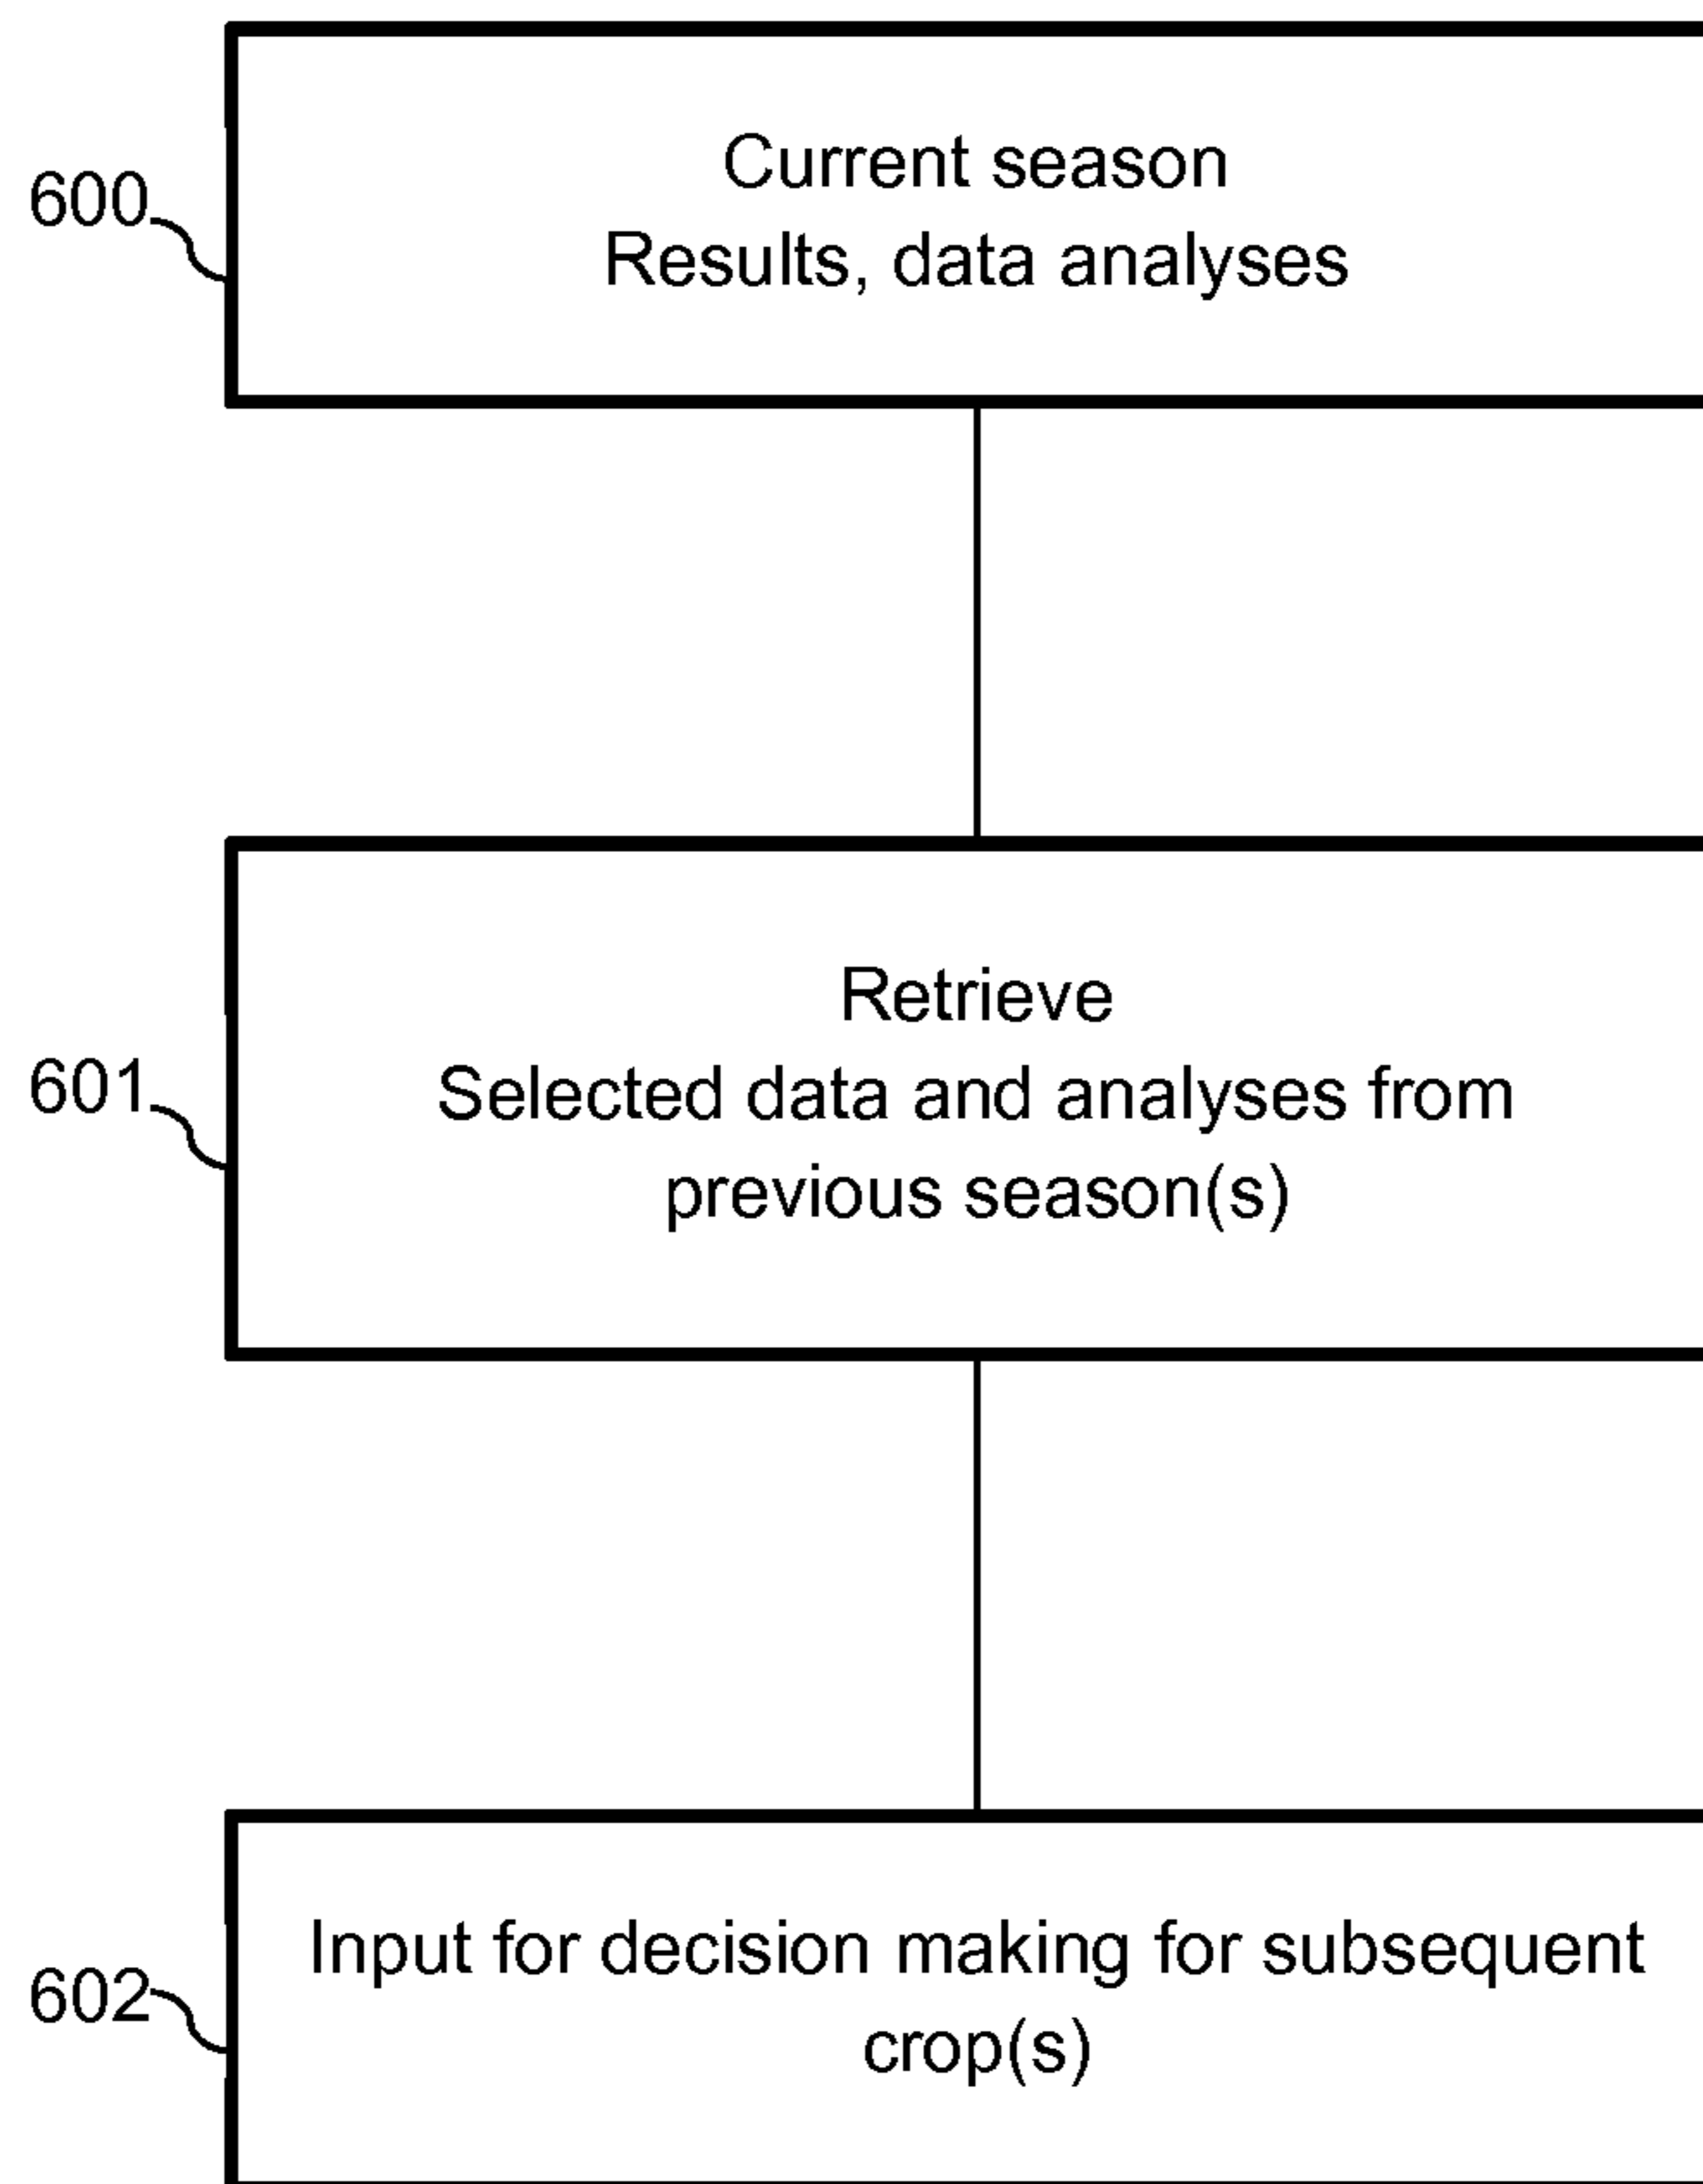 600
Current season
Results, data analyses
601
Retrieve
Selected data and analyses from
previous season(s)
602
Input for decision making for subsequent
crop(s)